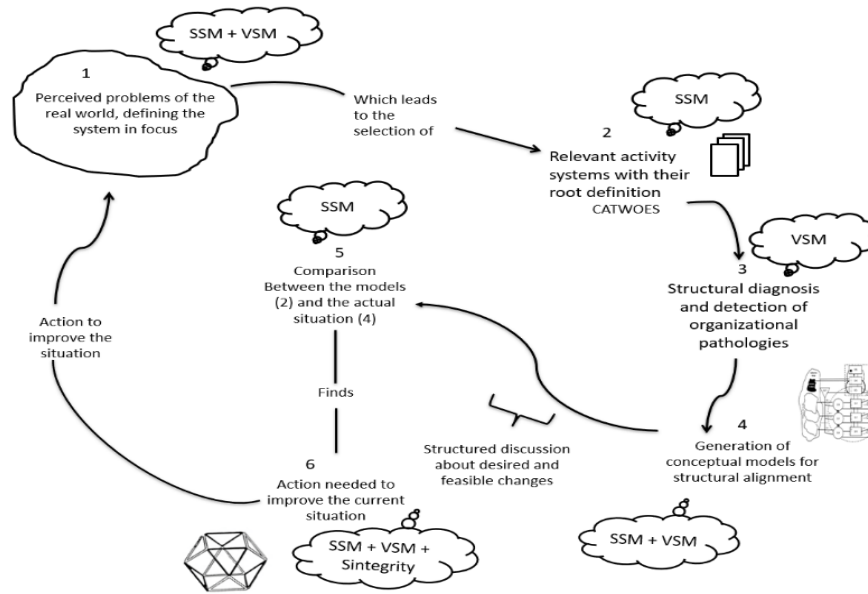 SSM + VSM
1
Perceived problems of the
real world, defining the
system in focus
Which leads
to the
selection of
SSM
2
Relevant activity
systems with their
root definition
CATWOES
VSM
3
Structural diagnosis
and detection of
organizational
pathologies
4
Generation of
conceptual models for
structural alignment
SSM + VSM
Structured discussion
about desired and
feasible changes
SSM
5
Comparison
Between the models
(2) and the actual
situation (4)
Finds
6
Action needed to
improve the current
situation
SSM + VSM +
Sintegrity
Action to
improve the
situation